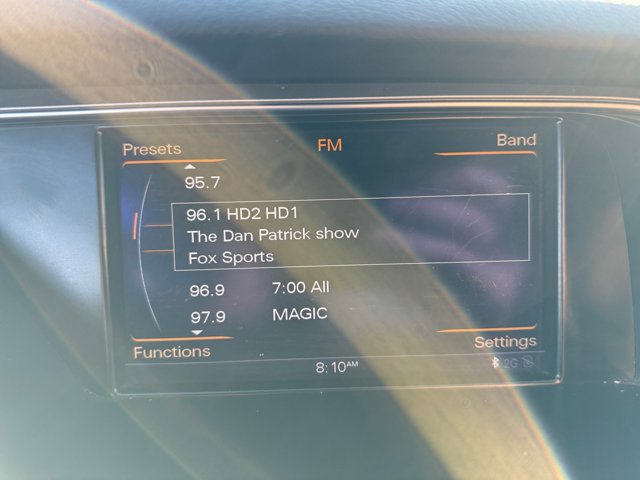 Presets FM Band
95.7
96.1 HD2 HD1
The Dan Patrick show
Fox Sports
96.9 7:00 All
97.9 MAGIC
Functions Settings
8:10AM 2G